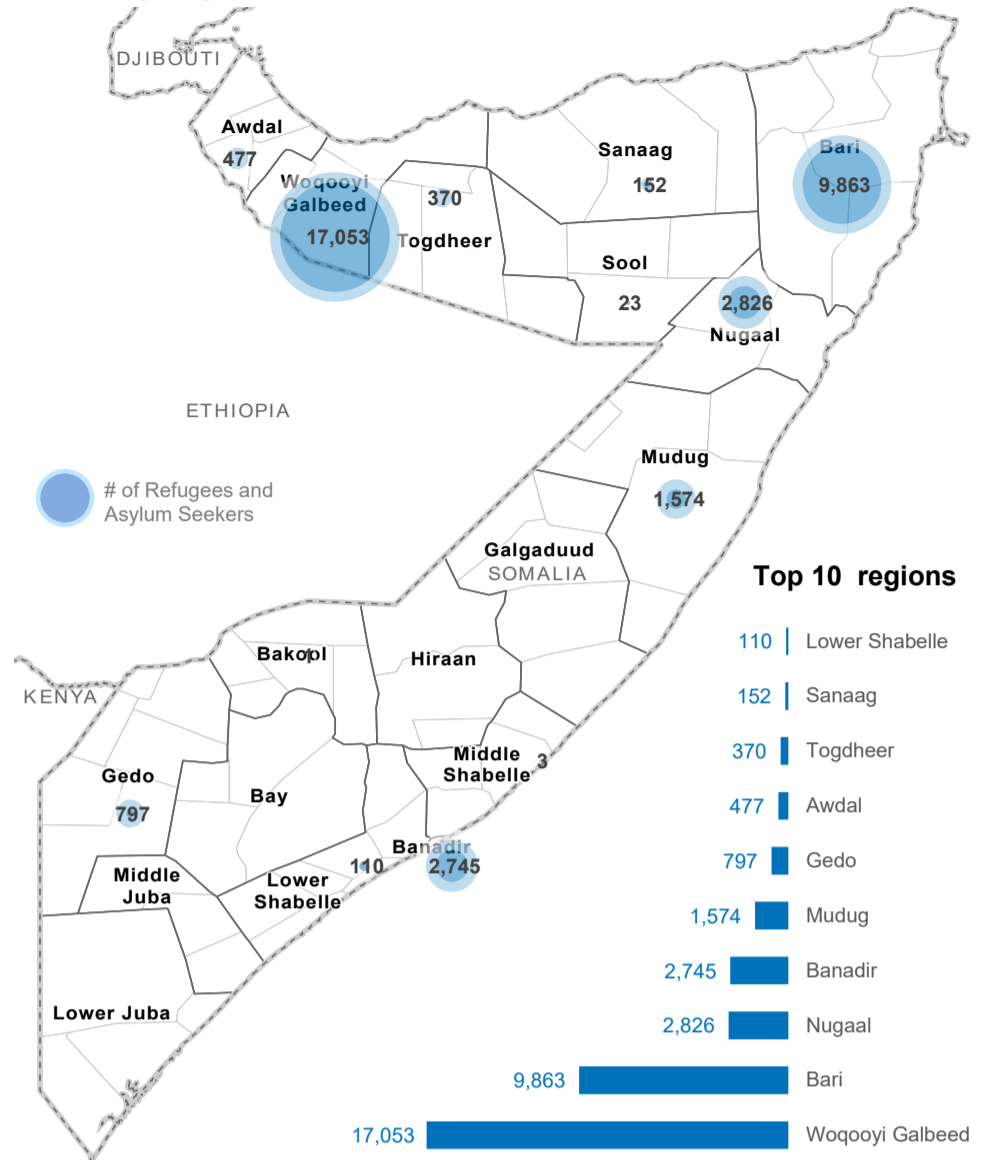 DJIBOUTI
Awdal
477
Woqooyi
Galbeed
17,053
370
Togdheer
Sanaag
152
Bari
9,863
Sool
23
2,826
Nugaal
ETHIOPIA
# of Refugees and
Asylum Seekers
Mudug
1,574
Galgaduud
SOMALIA
Bakool
1
Hiraan
KENYA
Gedo
797
Bay
Middle
Shabelle
3
Banadir
2,745
110
Middle
Juba
Lower
Shabelle
Lower Juba
Top 10 regions
110 Lower Shabelle
152 Sanaag
370 Togdheer
477 Awdal
797 Gedo
1,574 Mudug
2,745 Banadir
2,826 Nugaal
9,863 Bari
17,053 Woqooyi Galbeed